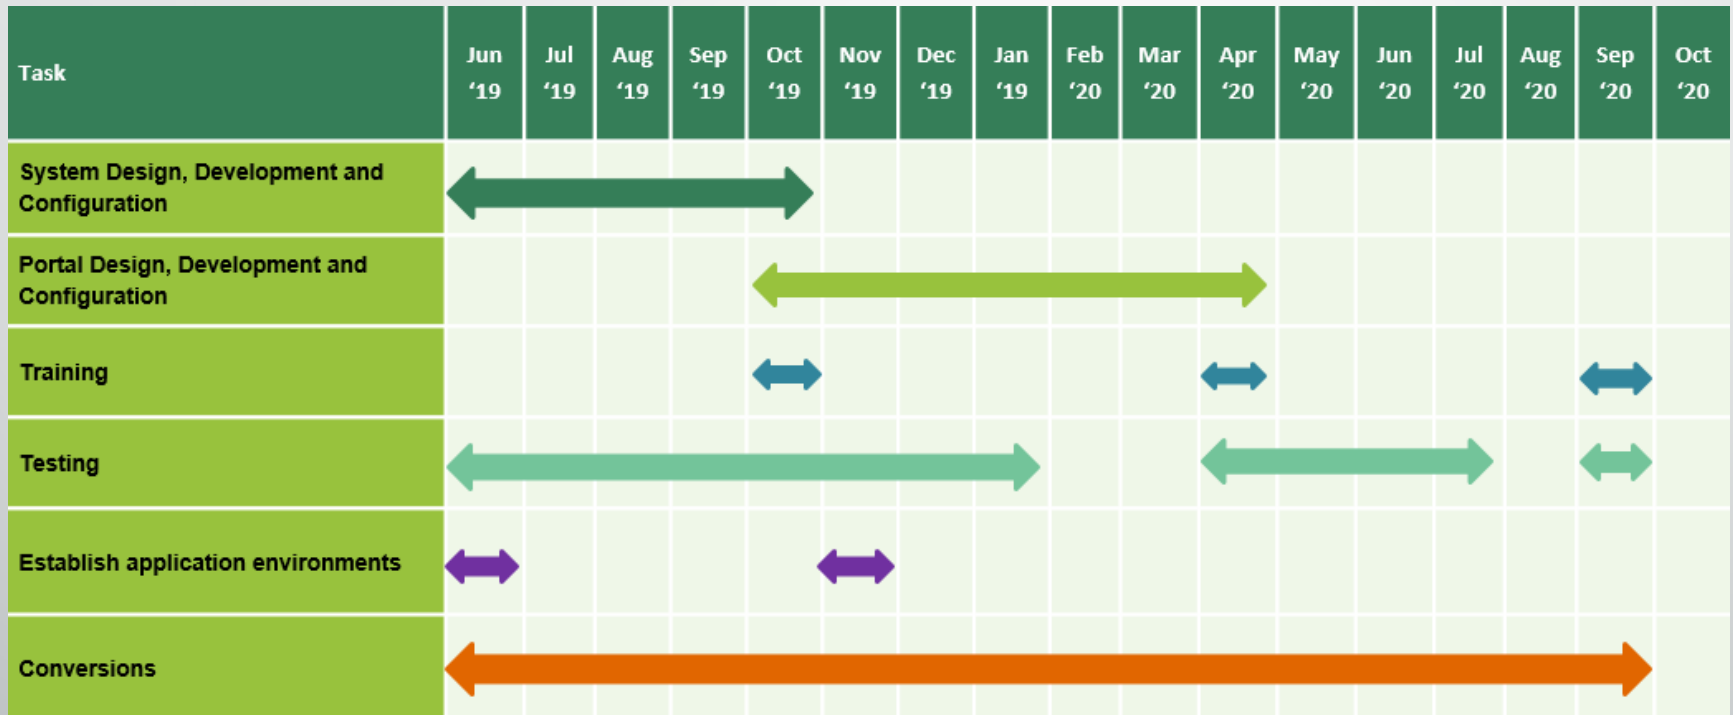 Task
Jun
‘19
Jul
‘19
Aug
‘19
Sep
‘19
Oct
‘19
Nov
‘19
Dec
‘19
Jan
‘19
Feb
‘20
Mar
‘20
Apr
‘20
May
‘20
Jun
‘20
Jul
‘20
Aug
‘20
Sep
‘20
Oct
‘20
System Design, Development and
Configuration
Portal Design, Development and
Configuration
Training
Testing
Establish application environments
Conversions